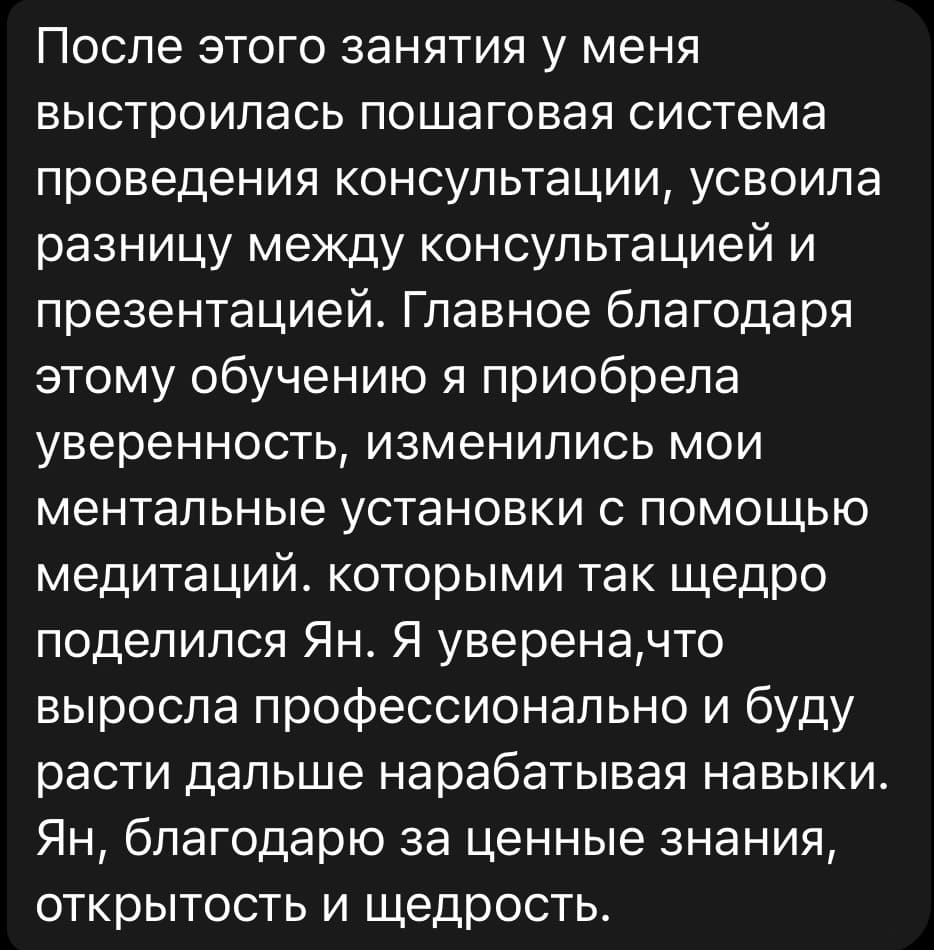 После этого занятия у меня
выстроилась пошаговая система
проведения консультации, усвоила
разницу между консультацией и
презентацией. Главное благодаря
этому обучению я приобрела
уверенность, изменились мои
ментальные установки с помощью
медитаций. которыми так щедро
поделился Ян. Я уверена,что
выросла профессионально и буду
расти дальше нарабатывая навыки.
Ян, благодарю за ценные знания,
открытость и щедрость.